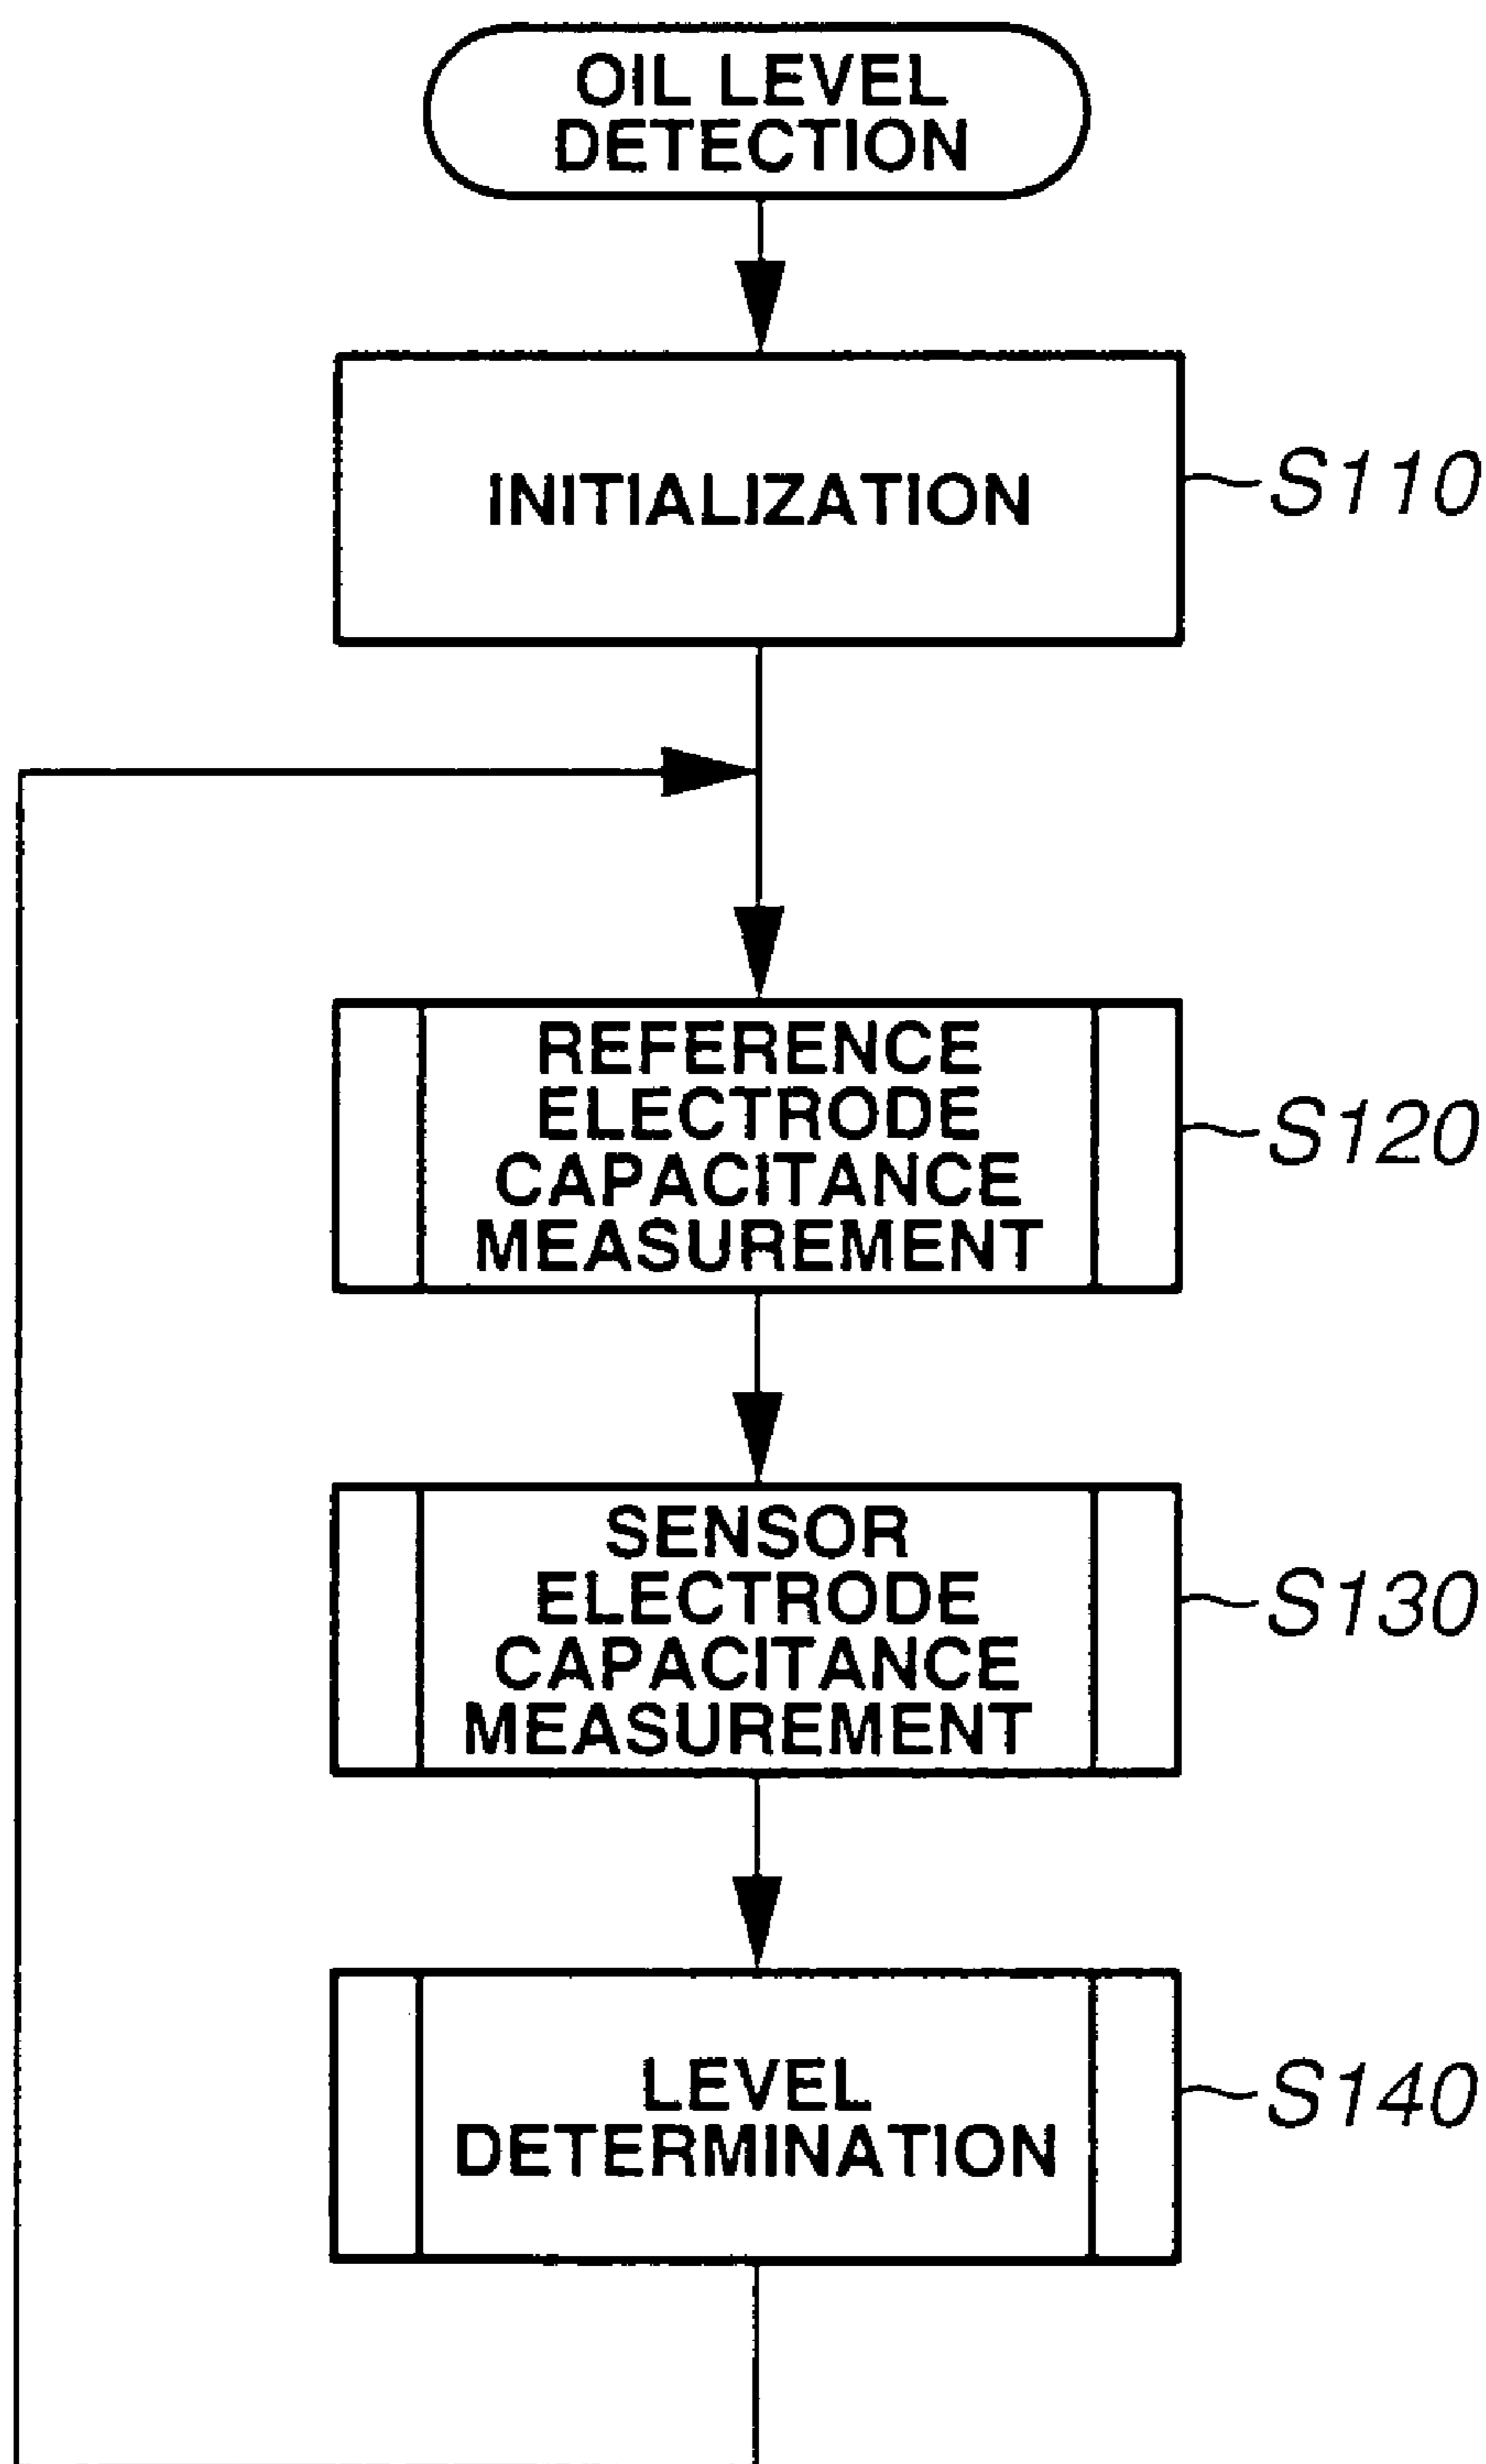 OIL LEVEL
DETECTION
INITIALIZATION
S110
REFERENCE
ELECTRODE
CAPACITANCE
MEASUREMENT
S120
SENSOR
ELECTRODE
CAPACITANCE
MEASUREMENT
S130
LEVEL
DETERMINATION
S140